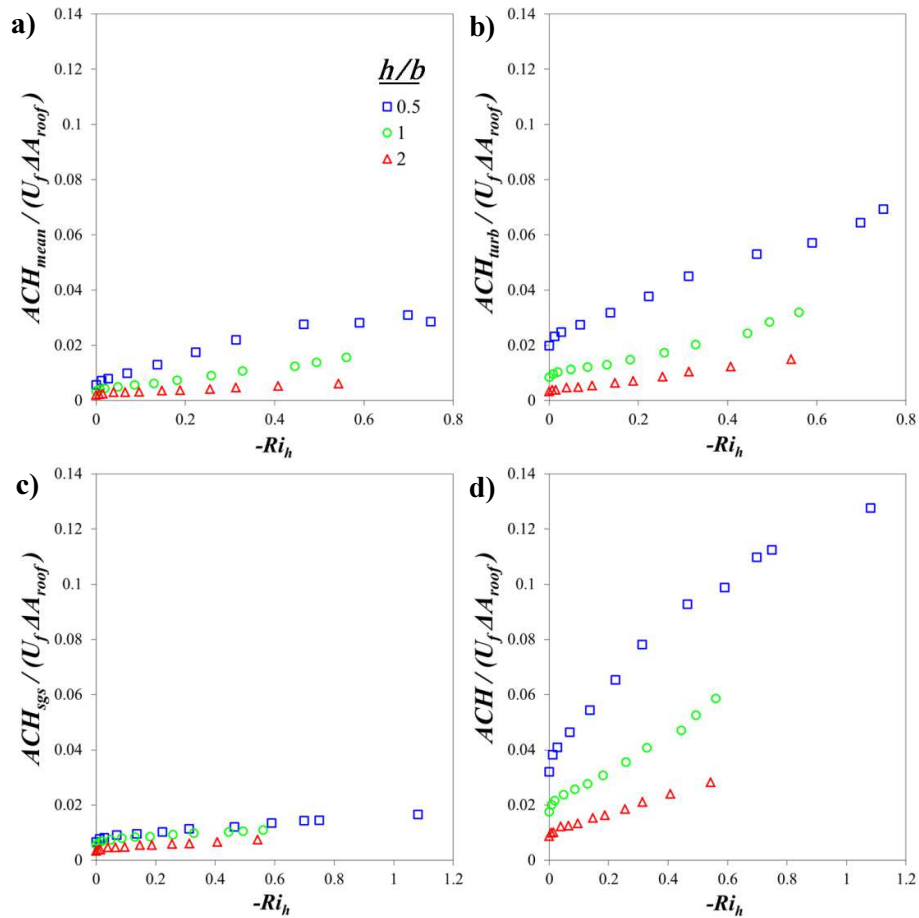 a)
ACH_mean / (U_f ΔA_roof)
0.14
0.12
0.1
0.08
0.06
0.04
0.02
0
0 0.2 0.4 0.6 0.8
-Ri_h
h/b
0.5
1
2
b)
ACH_turb / (U_f ΔA_roof)
0.14
0.12
0.1
0.08
0.06
0.04
0.02
0
0 0.2 0.4 0.6 0.8
-Ri_h
c)
ACH_sgs / (U_f ΔA_roof)
0.14
0.12
0.1
0.08
0.06
0.04
0.02
0
0 0.2 0.4 0.6 0.8 1 1.2
-Ri_h
d)
ACH / (U_f ΔA_roof)
0.14
0.12
0.1
0.08
0.06
0.04
0.02
0
0 0.2 0.4 0.6 0.8 1 1.2
-Ri_h